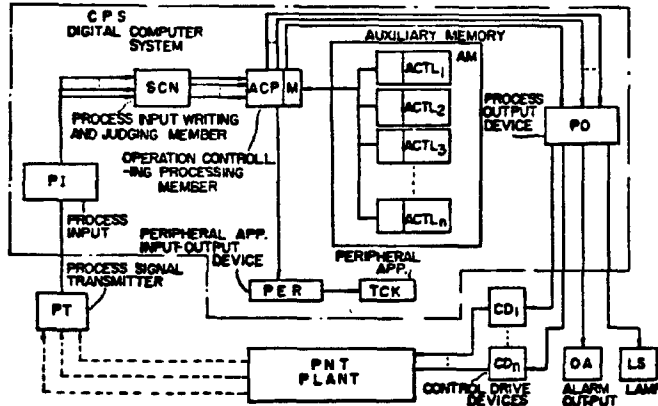 C P S
DIGITAL COMPUTER
SYSTEM
AUXILIARY MEMORY
AM
SCN
ACP M
ACTL1
ACTL2
ACTL3
ACTLn
PROCESS INPUT WRITING
AND JUDGING MEMBER
PROCESS
OUTPUT
DEVICE
PO
OPERATION CONTROLL
-ING PROCESSING
MEMBER
PI
PROCESS
INPUT
PERIPHERAL APP.
INPUT-OUTPUT
DEVICE
PERIPHERAL
APP.
PROCESS SIGNAL
TRANSMITTER
PER
TCK
PT
CD1
PNT
PLANT
CDn
OA
LS
CONTROL DRIVE
DEVICES
ALARM
OUTPUT
LAMP